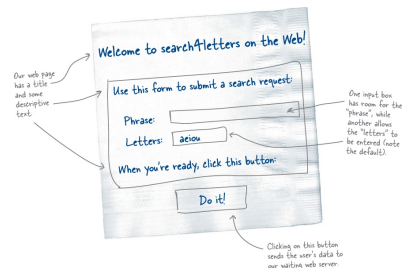 Welcome to search4letters on the Web!
Our web page
has a title
and some
descriptive
text.
Use this form to submit a search request:
Phrase:
Letters: aeiou
When you're ready, click this button:
Do it!
One input box
has room for the
"phrase", while
another allows
the "letters" to
be entered (note
the default).
Clicking on this button
sends the user's data to
our waiting web server.